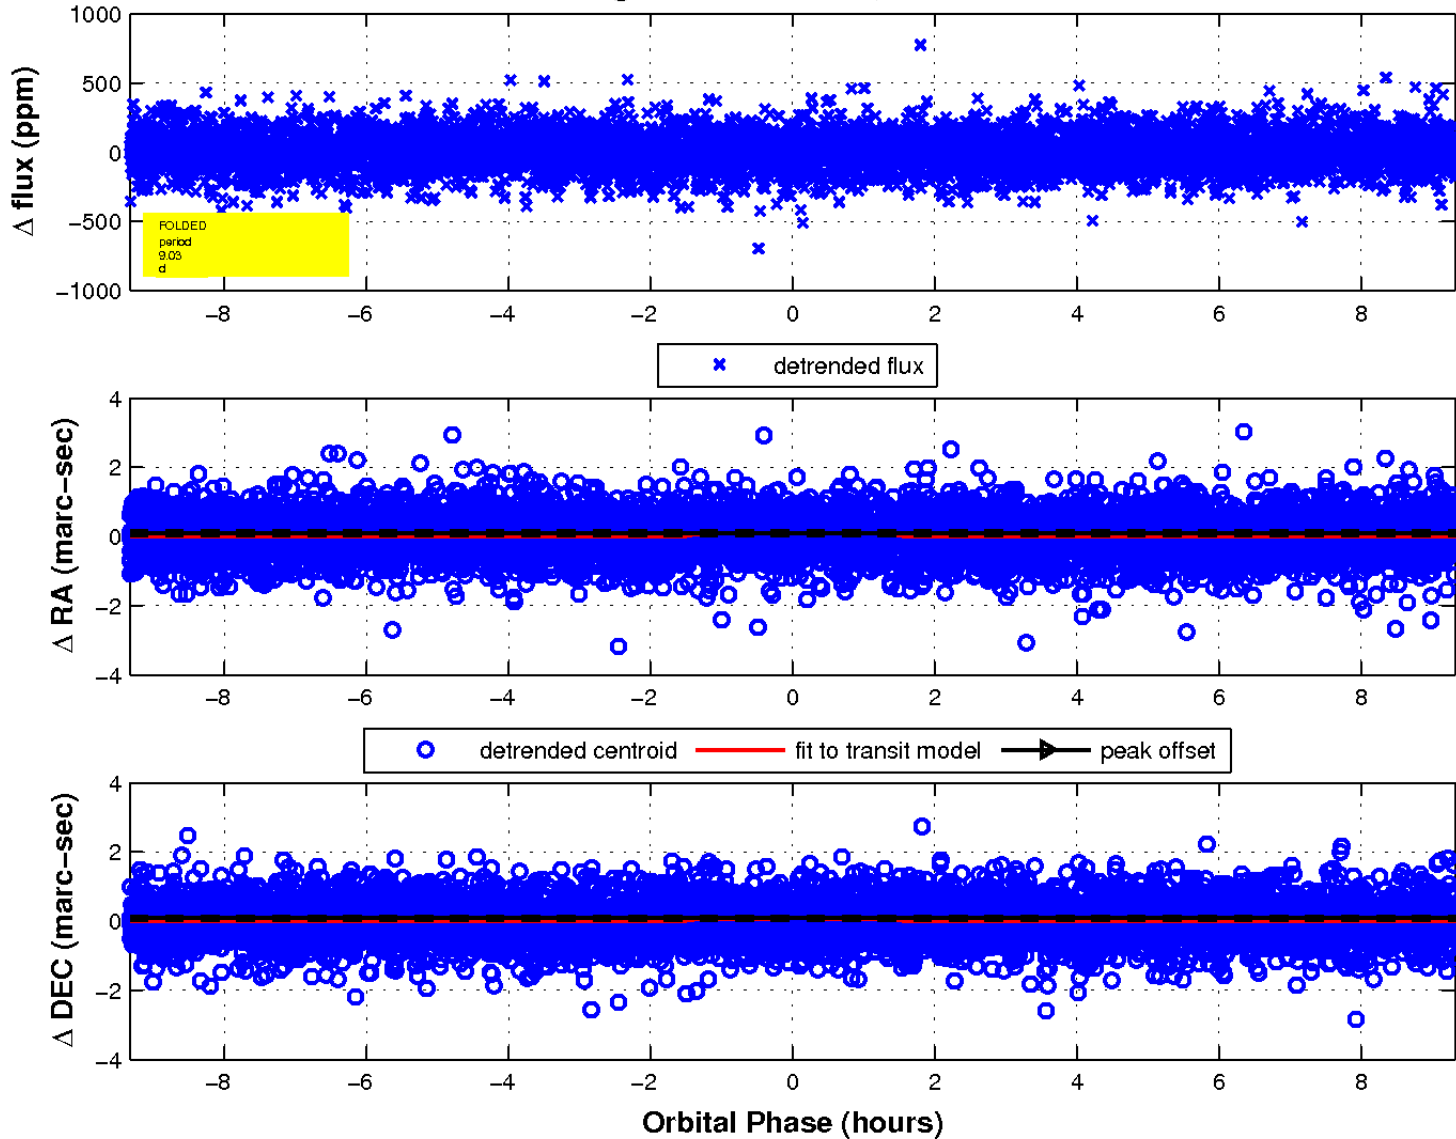 1000
500
0
−500
−1000
Δ flux (ppm)
FOLDED
period
9.03
d
−8 −6 −4 −2 0 2 4 6 8
detrended flux
4
2
0
−2
−4
Δ RA (marc−sec)
−8 −6 −4 −2 0 2 4 6 8
detrended centroid fit to transit model peak offset
4
2
0
−2
−4
Δ DEC (marc−sec)
−8 −6 −4 −2 0 2 4 6 8
Orbital Phase (hours)